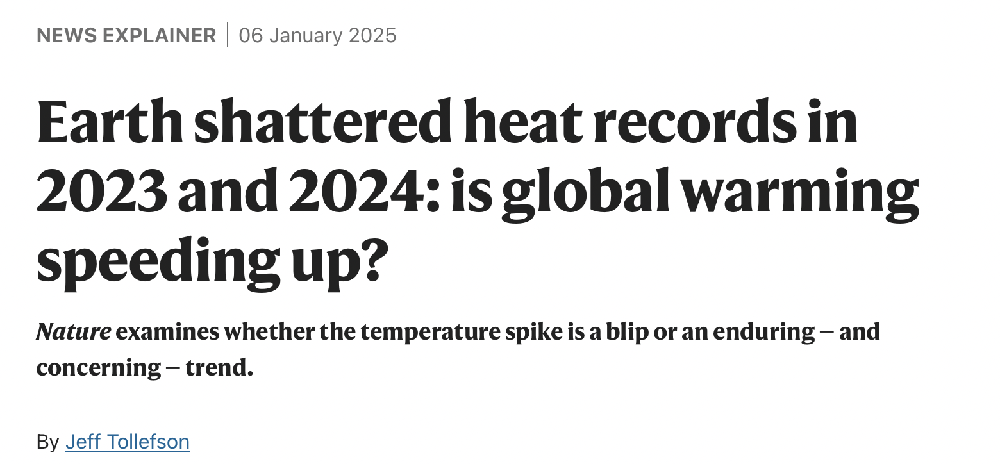 NEWS EXPLAINER | 06 January 2025
Earth shattered heat records in
2023 and 2024: is global warming
speeding up?
Nature examines whether the temperature spike is a blip or an enduring — and
concerning — trend.
By Jeff Tollefson